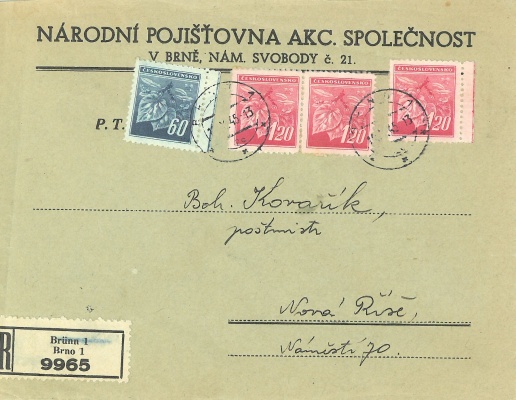 NÁRODNÍ POJIŠŤOVNA AKC. SPOLEČNOST
V BRNĚ, NÁM. SVOBODY č. 21.
ČESKOSLOVENSKO
60
ČESKOSLOVENSKO
1.20
ČESKOSLOVENSKO
1.20
ČESKOSLOVENSKO
1.20
P. T.
Boh. Kovařík,
poštmistr
Nová Říše,
Náměstí 70.
R
Brünn 1
Brno 1
9965